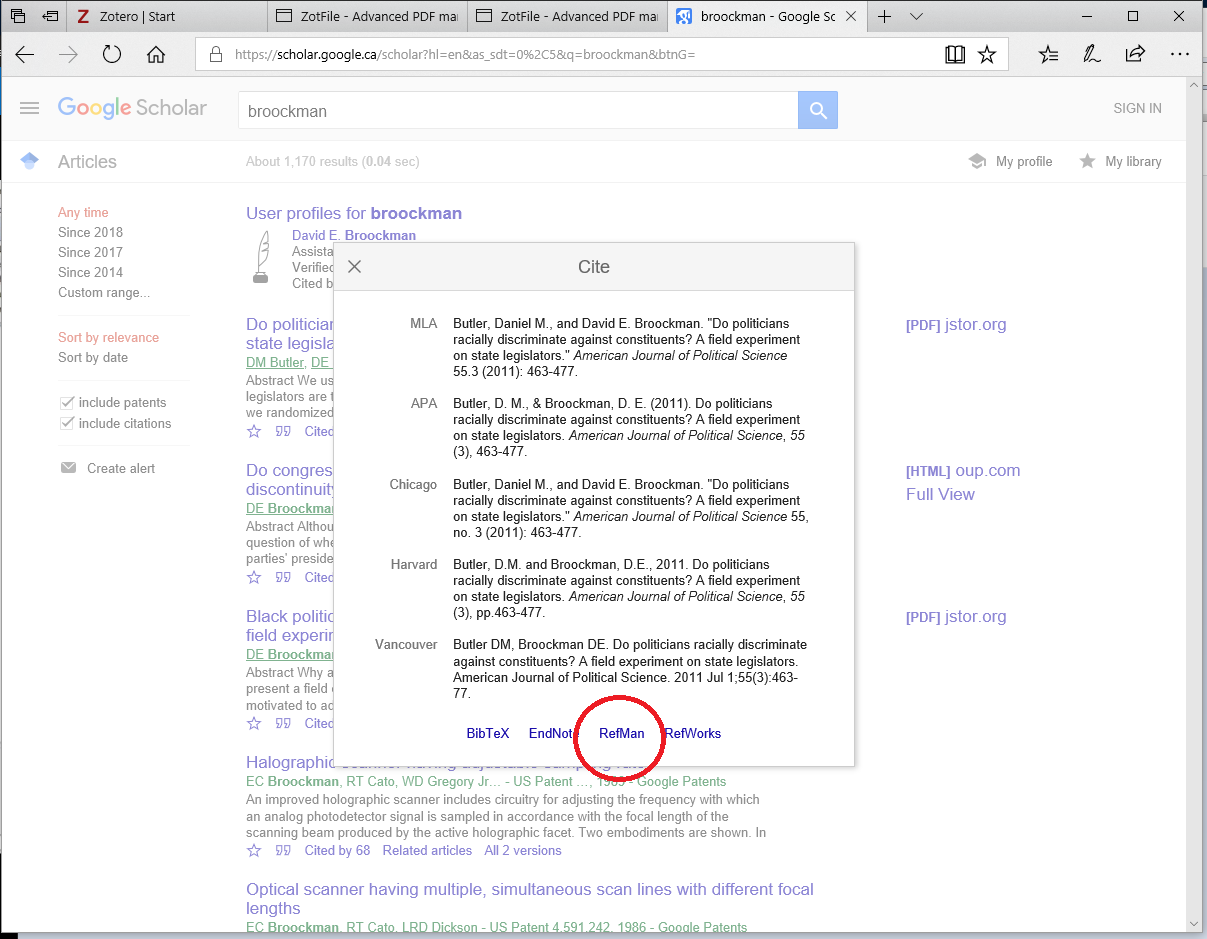 Zotero | Start
ZotFile - Advanced PDF mar
ZotFile - Advanced PDF mar
broockman - Google Sc
https://scholar.google.ca/scholar?hl=en&as_sdt=0%2C5&q=broockman&btnG=
Google Scholar
broockman
SIGN IN
Articles
About 1,170 results (0.04 sec)
My profile
My library
Any time
Since 2018
Since 2017
Since 2014
Custom range...
Sort by relevance
Sort by date
include patents
include citations
Create alert
User profiles for broockman
David E. Broockman
Assista
Verified
Cited b
Do politician
state legisla
DM Butler, DE
Abstract We us
legislators are t
we randomized
Cited
[PDF] jstor.org
Do congres
discontinuity
DE Broockman
Abstract Althou
question of whe
parties' preside
Cited
[HTML] oup.com
Full View
Black politic
field experin
DE Broockman
Abstract Why a
present a field
motivated to ad
Cited
[PDF] jstor.org
Cite
MLA
Butler, Daniel M., and David E. Broockman. "Do politicians
racially discriminate against constituents? A field experiment
on state legislators." American Journal of Political Science
55.3 (2011): 463-477.
APA
Butler, D. M., & Broockman, D. E. (2011). Do politicians
racially discriminate against constituents? A field experiment
on state legislators. American Journal of Political Science, 55
(3), 463-477.
Chicago
Butler, Daniel M., and David E. Broockman. "Do politicians
racially discriminate against constituents? A field experiment
on state legislators." American Journal of Political Science 55,
no. 3 (2011): 463-477.
Harvard
Butler, D.M. and Broockman, D.E., 2011. Do politicians
racially discriminate against constituents? A field experiment
on state legislators. American Journal of Political Science, 55
(3), pp.463-477.
Vancouver
Butler DM, Broockman DE. Do politicians racially discriminate
against constituents? A field experiment on state legislators.
American Journal of Political Science. 2011 Jul 1;55(3):463-
77.
BibTeX EndNote RefMan RefWorks
Holographic scanner having adjustable sampling rate
EC Broockman, RT Cato, WD Gregory Jr… - US Patent …, 1989 - Google Patents
An improved holographic scanner includes circuitry for adjusting the frequency with which
an analog photodetector signal is sampled in accordance with the focal length of the
scanning beam produced by the active holographic facet. Two embodiments are shown. In
Cited by 68 Related articles All 2 versions
Optical scanner having multiple, simultaneous scan lines with different focal
lengths
EC Broockman, RT Cato, LRD Dickson - US Patent 4,591,242, 1986 - Google Patents